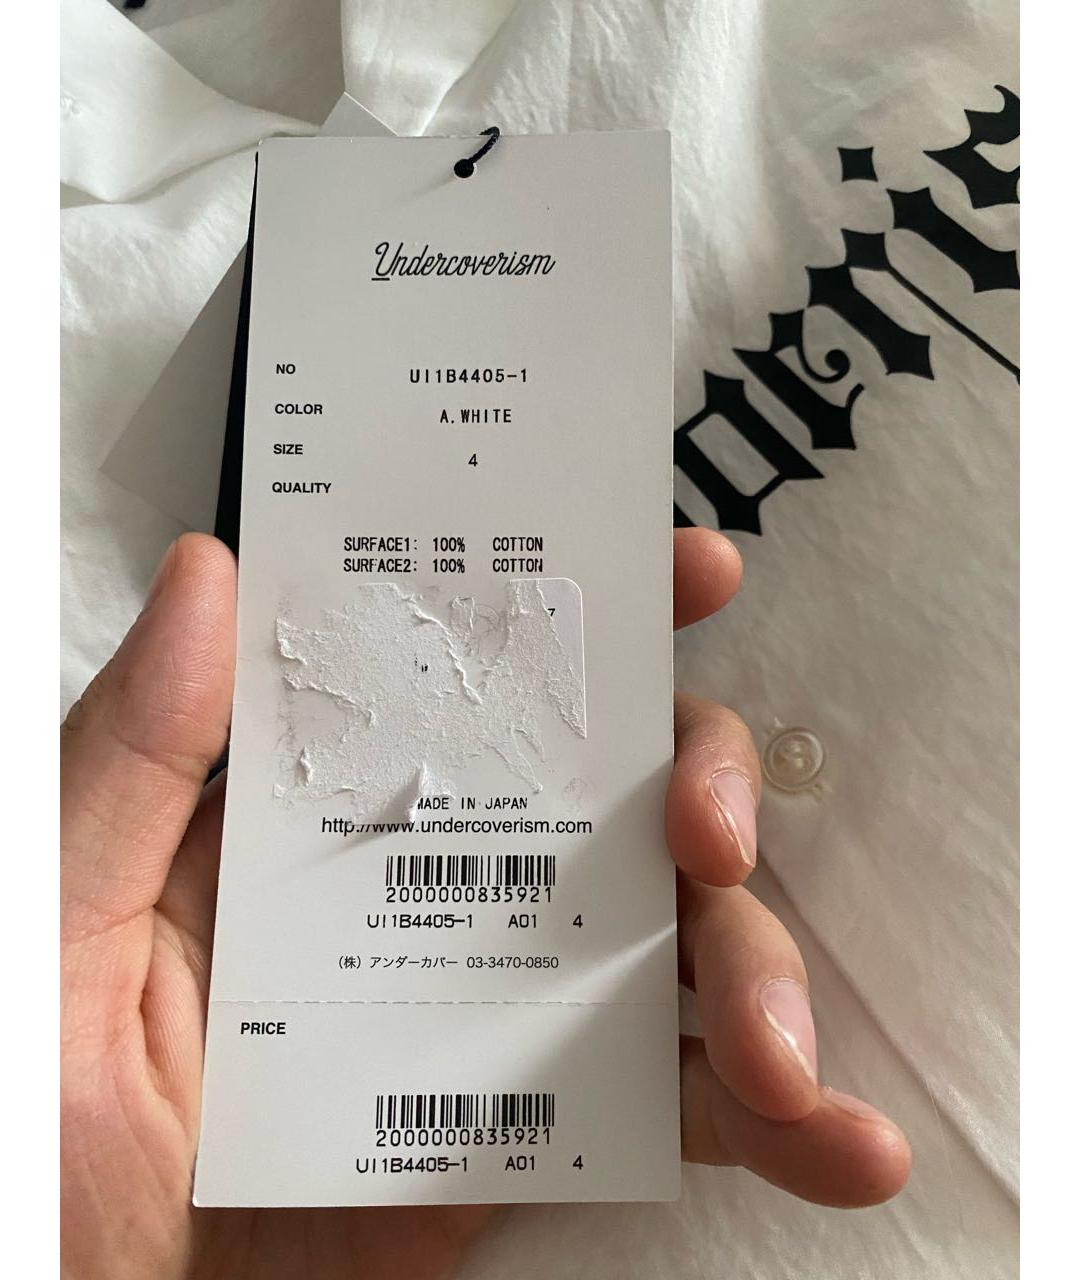 Undercoverism
NO UI1B4405-1
COLOR A.WHITE
SIZE 4
QUALITY
SURFACE1: 100% COTTON
SURFACE2: 100% COTTON
7
MADE IN JAPAN
http://www.undercoverism.com
2000000835921
UI1B4405-1 A01 4
（株）アンダーカバー 03-3470-0850
PRICE
2000000835921
UI1B4405-1 A01 4